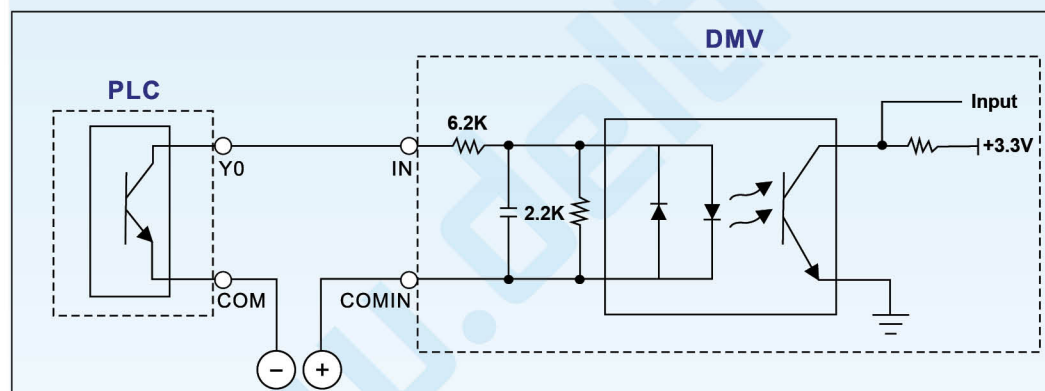 DMV
PLC
Input
6.2K
+3.3V
Y0
IN
2.2K
COM
COMIN
− +